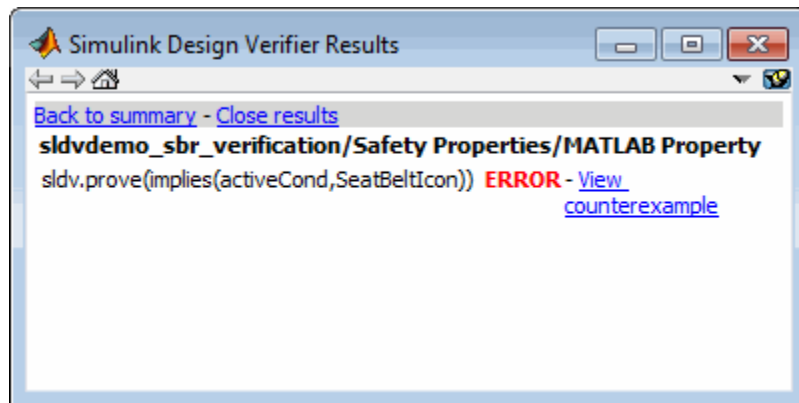 Simulink Design Verifier Results
Back to summary - Close results
sldvdemo_sbr_verification/Safety Properties/MATLAB Property
sldv.prove(implies(activeCond,SeatBeltIcon)) ERROR - View
counterexample